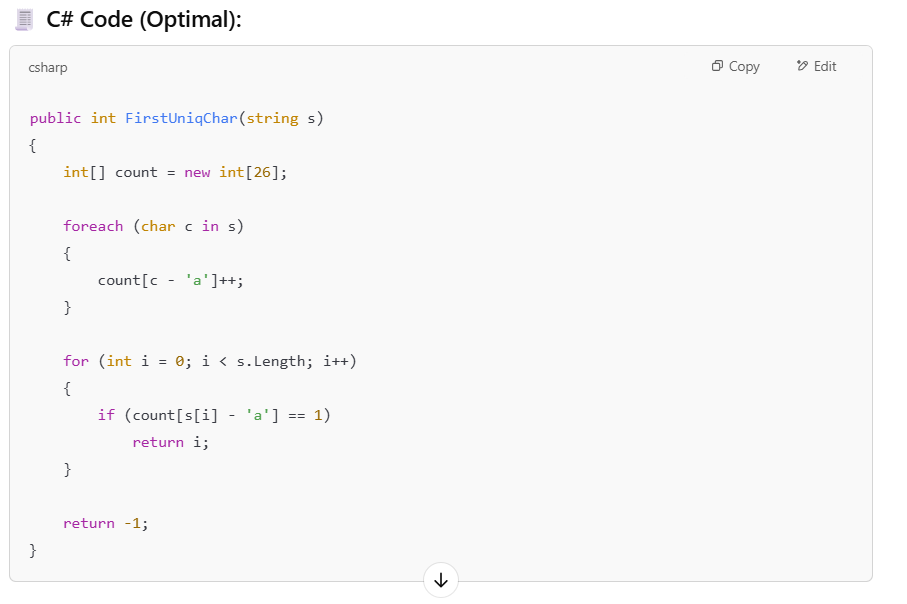 C# Code (Optimal):
csharp Copy Edit
public int FirstUniqChar(string s)
{
    int[] count = new int[26];

    foreach (char c in s)
    {
        count[c - 'a']++;
    }

    for (int i = 0; i < s.Length; i++)
    {
        if (count[s[i] - 'a'] == 1)
            return i;
    }

    return -1;
}